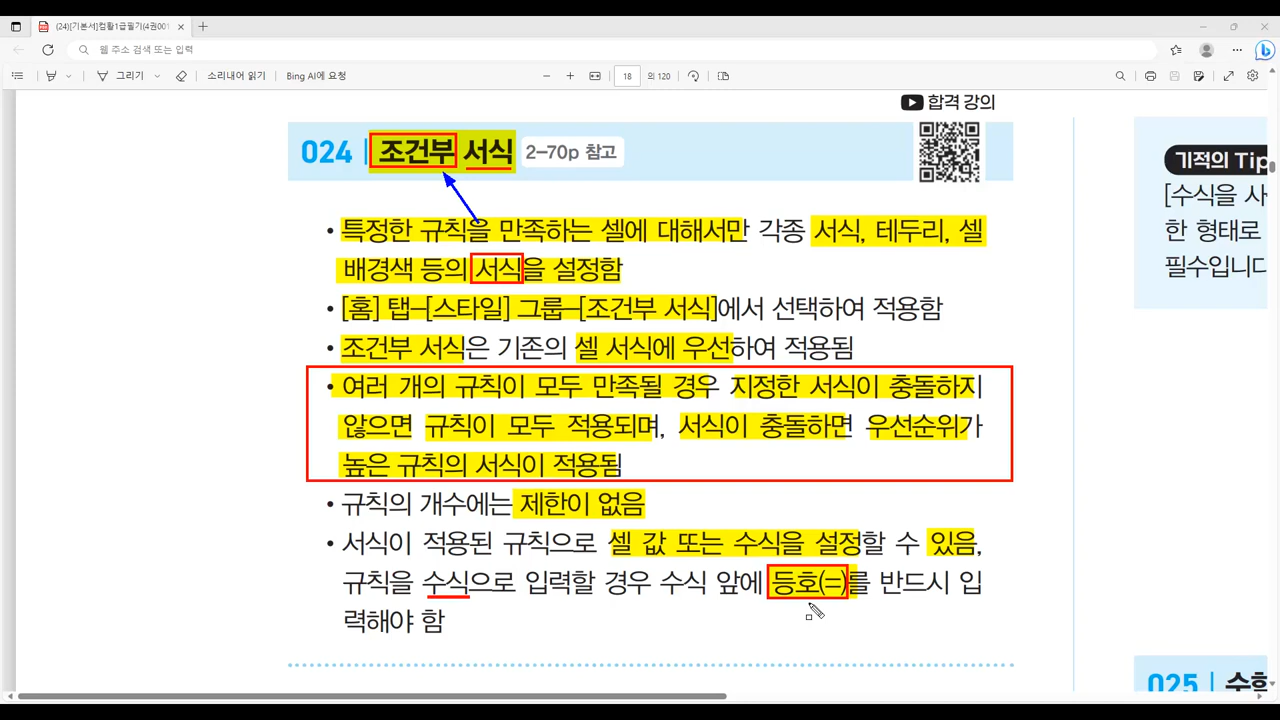 (24)[기본서]컴활1급필기(4권001
웹 주소 검색 또는 입력
그리기
소리내어 읽기
Bing AI에 요청
18
의 120
합격 강의
024 조건부 서식 2-70p 참고
• 특정한 규칙을 만족하는 셀에 대해서만 각종 서식, 테두리, 셀
배경색 등의 서식을 설정함
• [홈] 탭-[스타일] 그룹-[조건부 서식]에서 선택하여 적용함
• 조건부 서식은 기존의 셀 서식에 우선하여 적용됨
• 여러 개의 규칙이 모두 만족될 경우 지정한 서식이 충돌하지
않으면 규칙이 모두 적용되며, 서식이 충돌하면 우선순위가
높은 규칙의 서식이 적용됨
• 규칙의 개수에는 제한이 없음
• 서식이 적용된 규칙으로 셀 값 또는 수식을 설정할 수 있음,
규칙을 수식으로 입력할 경우 수식 앞에 등호(=)를 반드시 입
력해야 함
기적의 Tip
[수식을 사
한 형태로
필수입니다
025